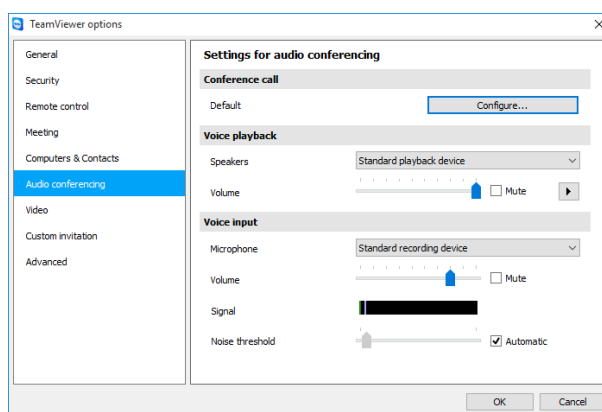 TeamViewer options
General
Security
Remote control
Meeting
Computers & Contacts
Audio conferencing
Video
Custom invitation
Advanced
Settings for audio conferencing
Conference call
Default Configure...
Voice playback
Speakers Standard playback device
Volume Mute
Voice input
Microphone Standard recording device
Volume Mute
Signal
Noise threshold Automatic
OK Cancel